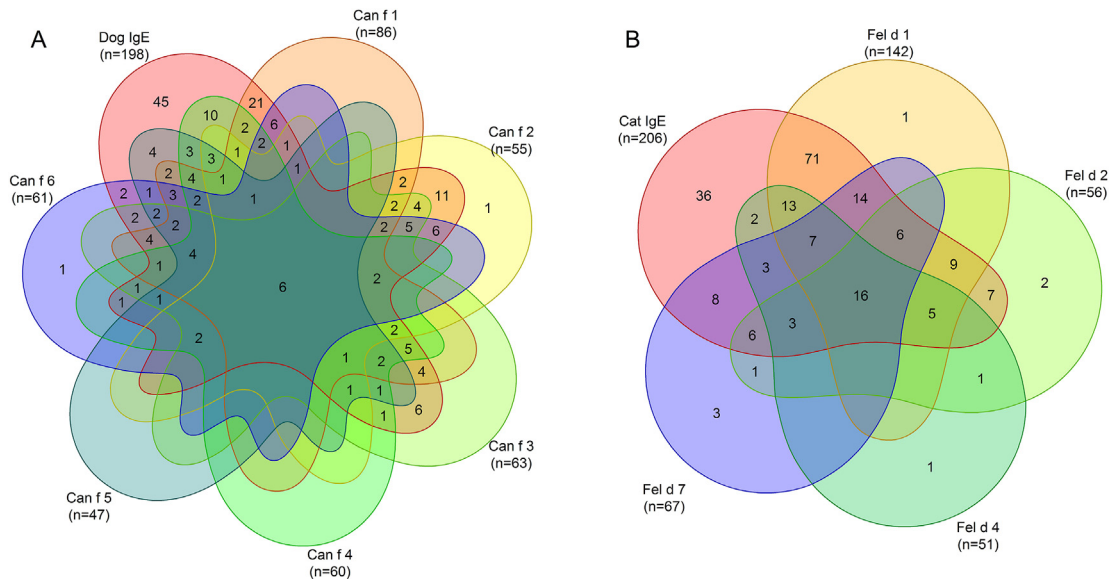 A
Dog IgE
(n=198)
Can f 1
(n=86)
Can f 2
(n=55)
Can f 6
(n=61)
Can f 3
(n=63)
Can f 5
(n=47)
Can f 4
(n=60)
45
21
10
2
6
2
1
1
4
3
3
1
1
2
4
1
2
1
3
2
1
2
2
2
4
4
1
1
1
1
1
2
6
2
11
2
4
1
2
5
6
2
2
5
1
2
4
1
1
1
6
B
Fel d 1
(n=142)
Cat IgE
(n=206)
Fel d 2
(n=56)
Fel d 7
(n=67)
Fel d 4
(n=51)
1
71
36
14
13
2
7
6
9
3
2
8
16
7
5
6
3
1
1
3
1